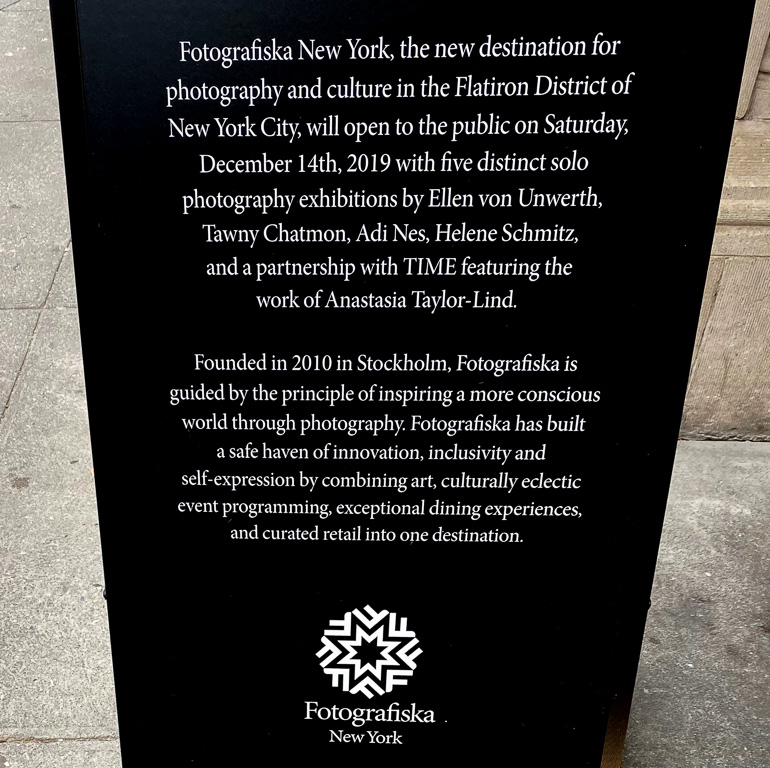 Fotografiska New York, the new destination for
photography and culture in the Flatiron District of
New York City, will open to the public on Saturday,
December 14th, 2019 with five distinct solo
photography exhibitions by Ellen von Unwerth,
Tawny Chatmon, Adi Nes, Helene Schmitz,
and a partnership with TIME featuring the
work of Anastasia Taylor-Lind.
Founded in 2010 in Stockholm, Fotografiska is
guided by the principle of inspiring a more conscious
world through photography. Fotografiska has built
a safe haven of innovation, inclusivity and
self-expression by combining art, culturally eclectic
event programming, exceptional dining experiences,
and curated retail into one destination.
Fotografiska
New York